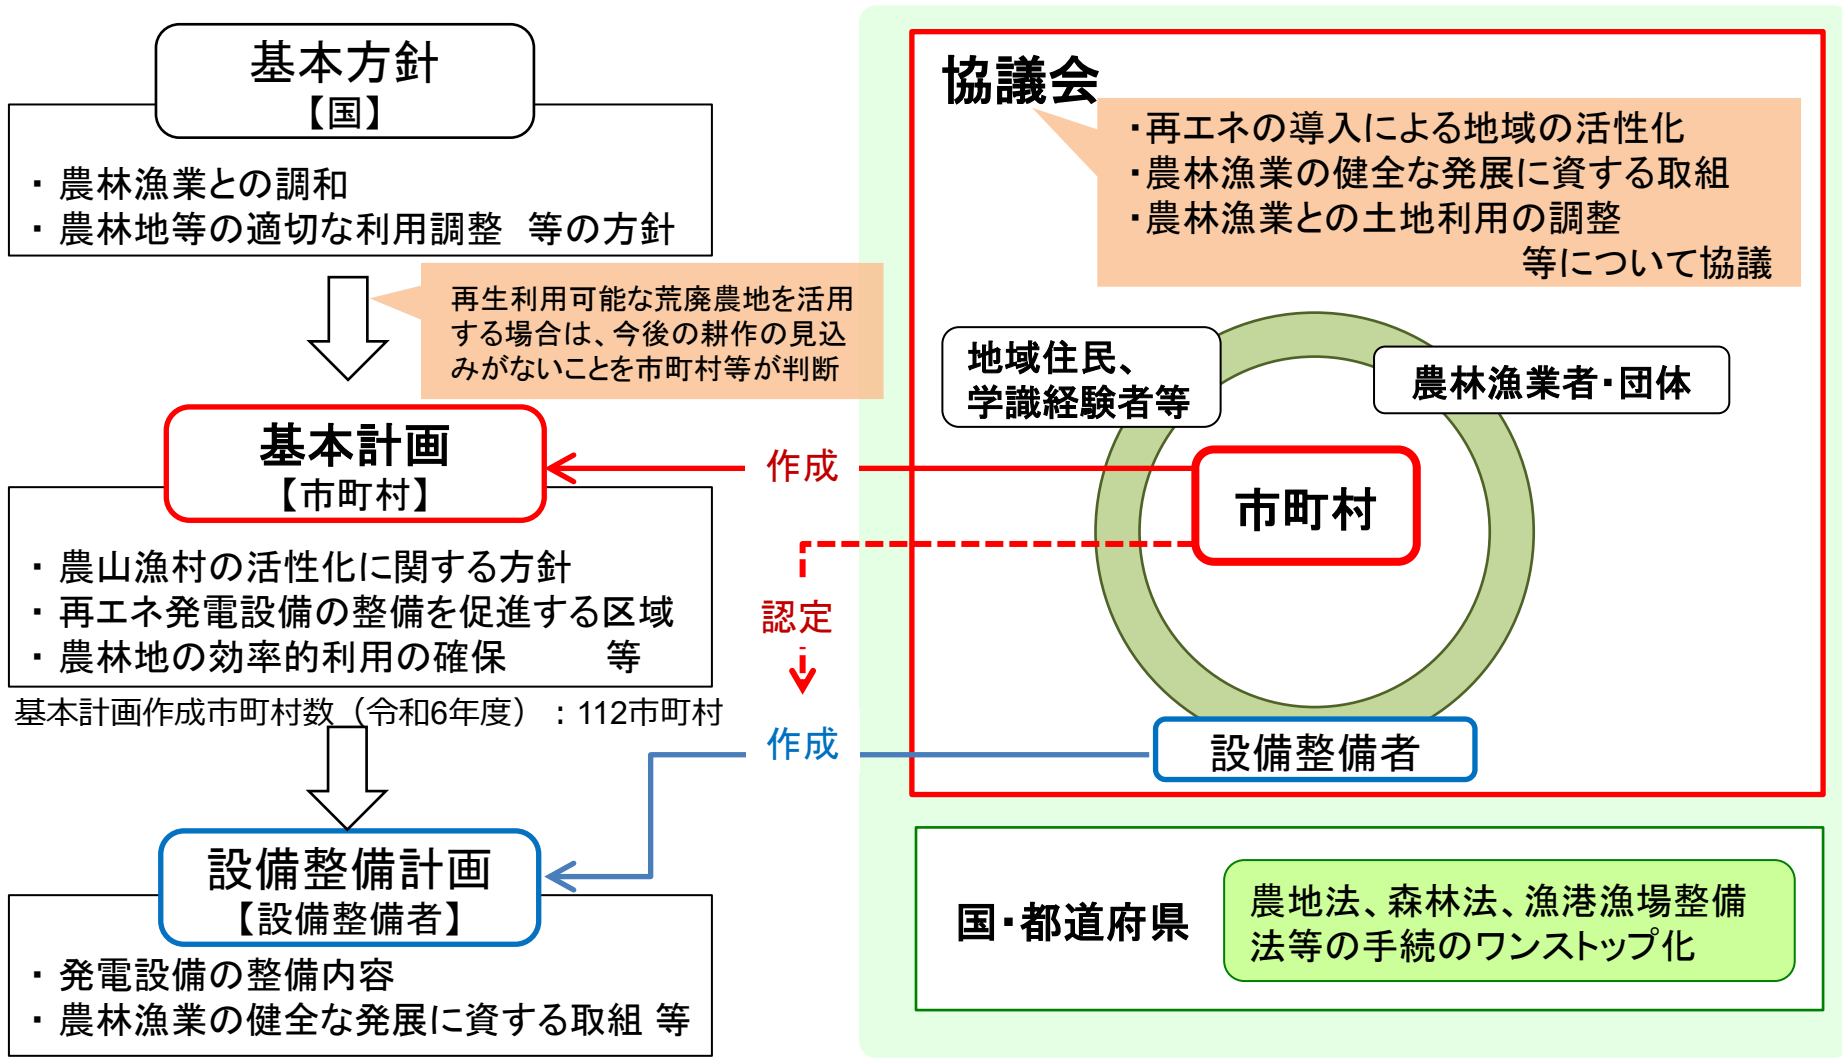 基本方針
【国】
・ 農林漁業との調和
・ 農林地等の適切な利用調整 等の方針
再生利用可能な荒廃農地を活用
する場合は、今後の耕作の見込
みがないことを市町村等が判断
基本計画
【市町村】
・ 農山漁村の活性化に関する方針
・ 再エネ発電設備の整備を促進する区域
・ 農林地の効率的利用の確保 等
基本計画作成市町村数（令和6年度）：112市町村
設備整備計画
【設備整備者】
・ 発電設備の整備内容
・ 農林漁業の健全な発展に資する取組 等
作成
認定
作成
協議会
・再エネの導入による地域の活性化
・農林漁業の健全な発展に資する取組
・農林漁業との土地利用の調整
等について協議
地域住民、
学識経験者等
農林漁業者・団体
市町村
設備整備者
国・都道府県
農地法、森林法、漁港漁場整備
法等の手続のワンストップ化